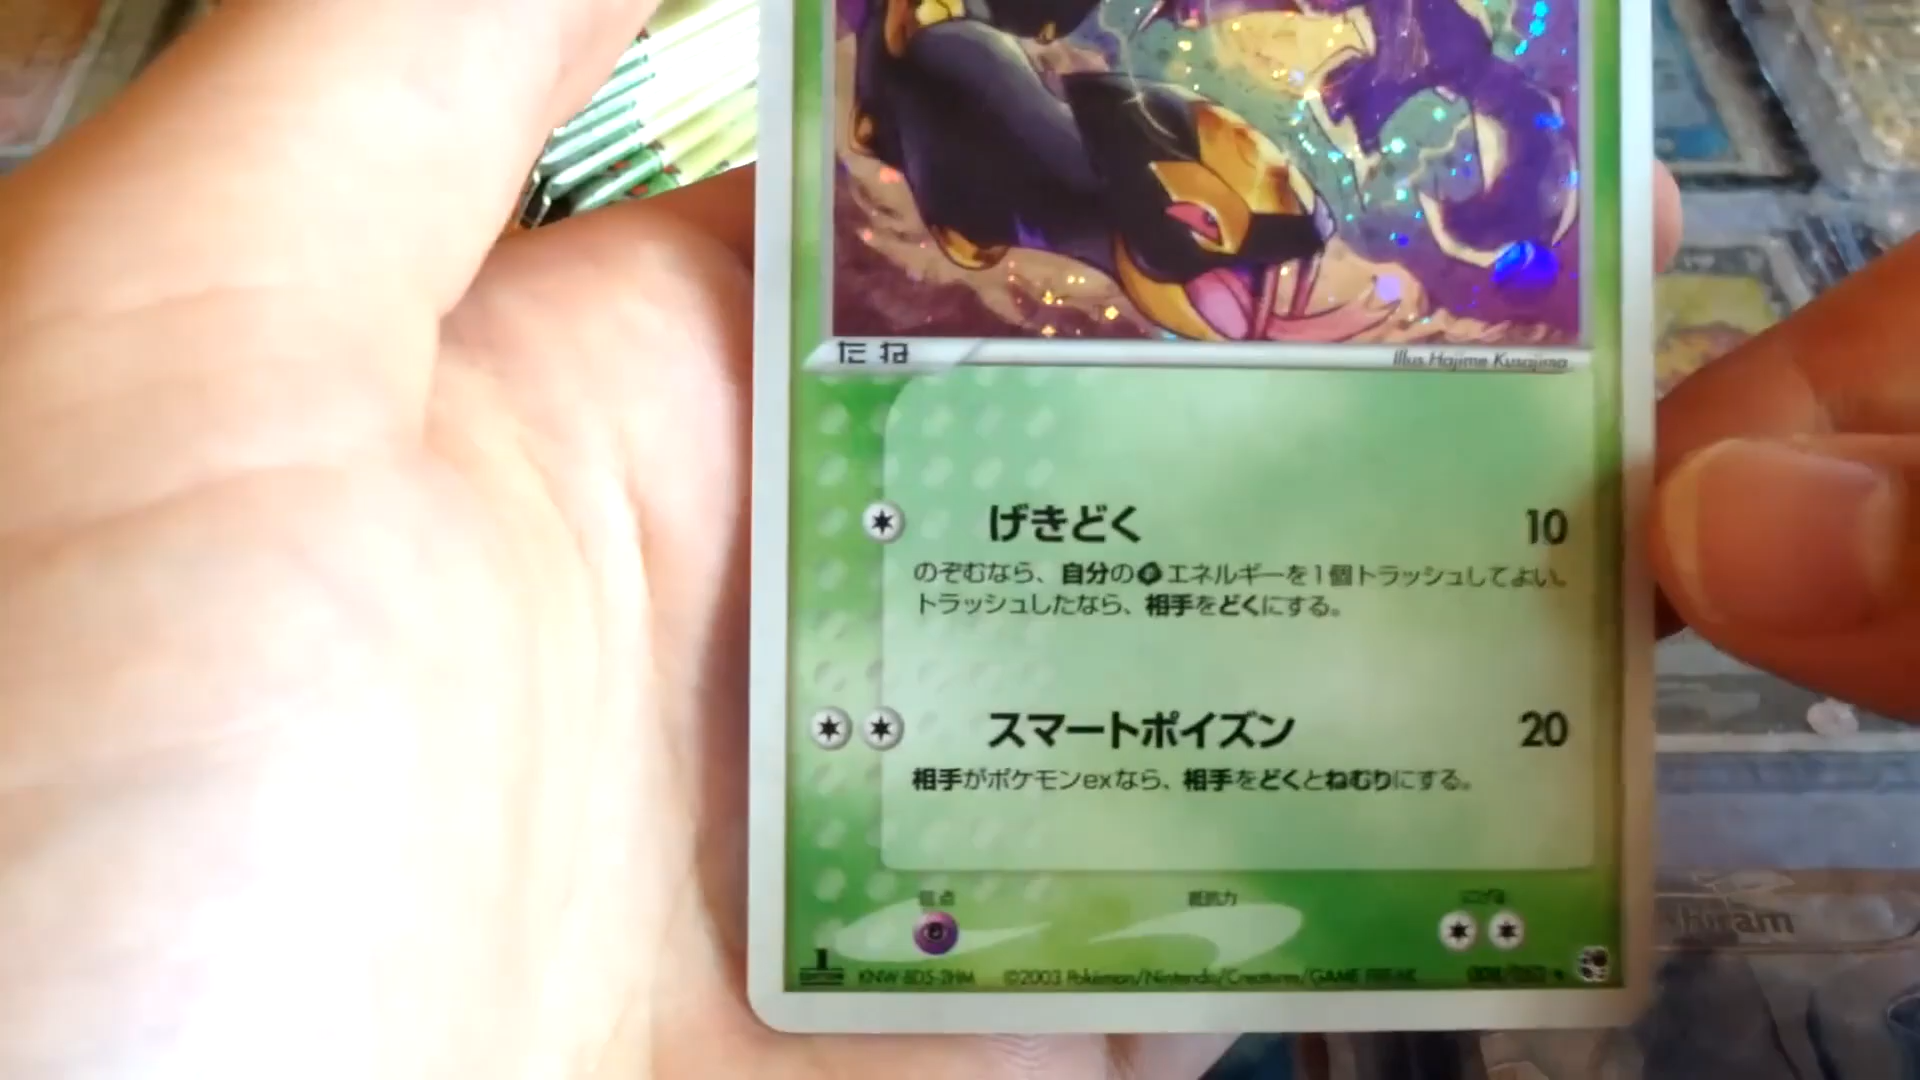 たね
Illus. Hajime Kusajima
げきどく 10
のぞむなら、自分のエネルギーを1個トラッシュしてよい。
トラッシュしたなら、相手をどくにする。
スマートポイズン 20
相手がポケモンexなら、相手をどくとねむりにする。
弱点 抵抗力 にげる
1
©2003 Pokémon/Nintendo/Creatures/GAME FREAK
Hiram